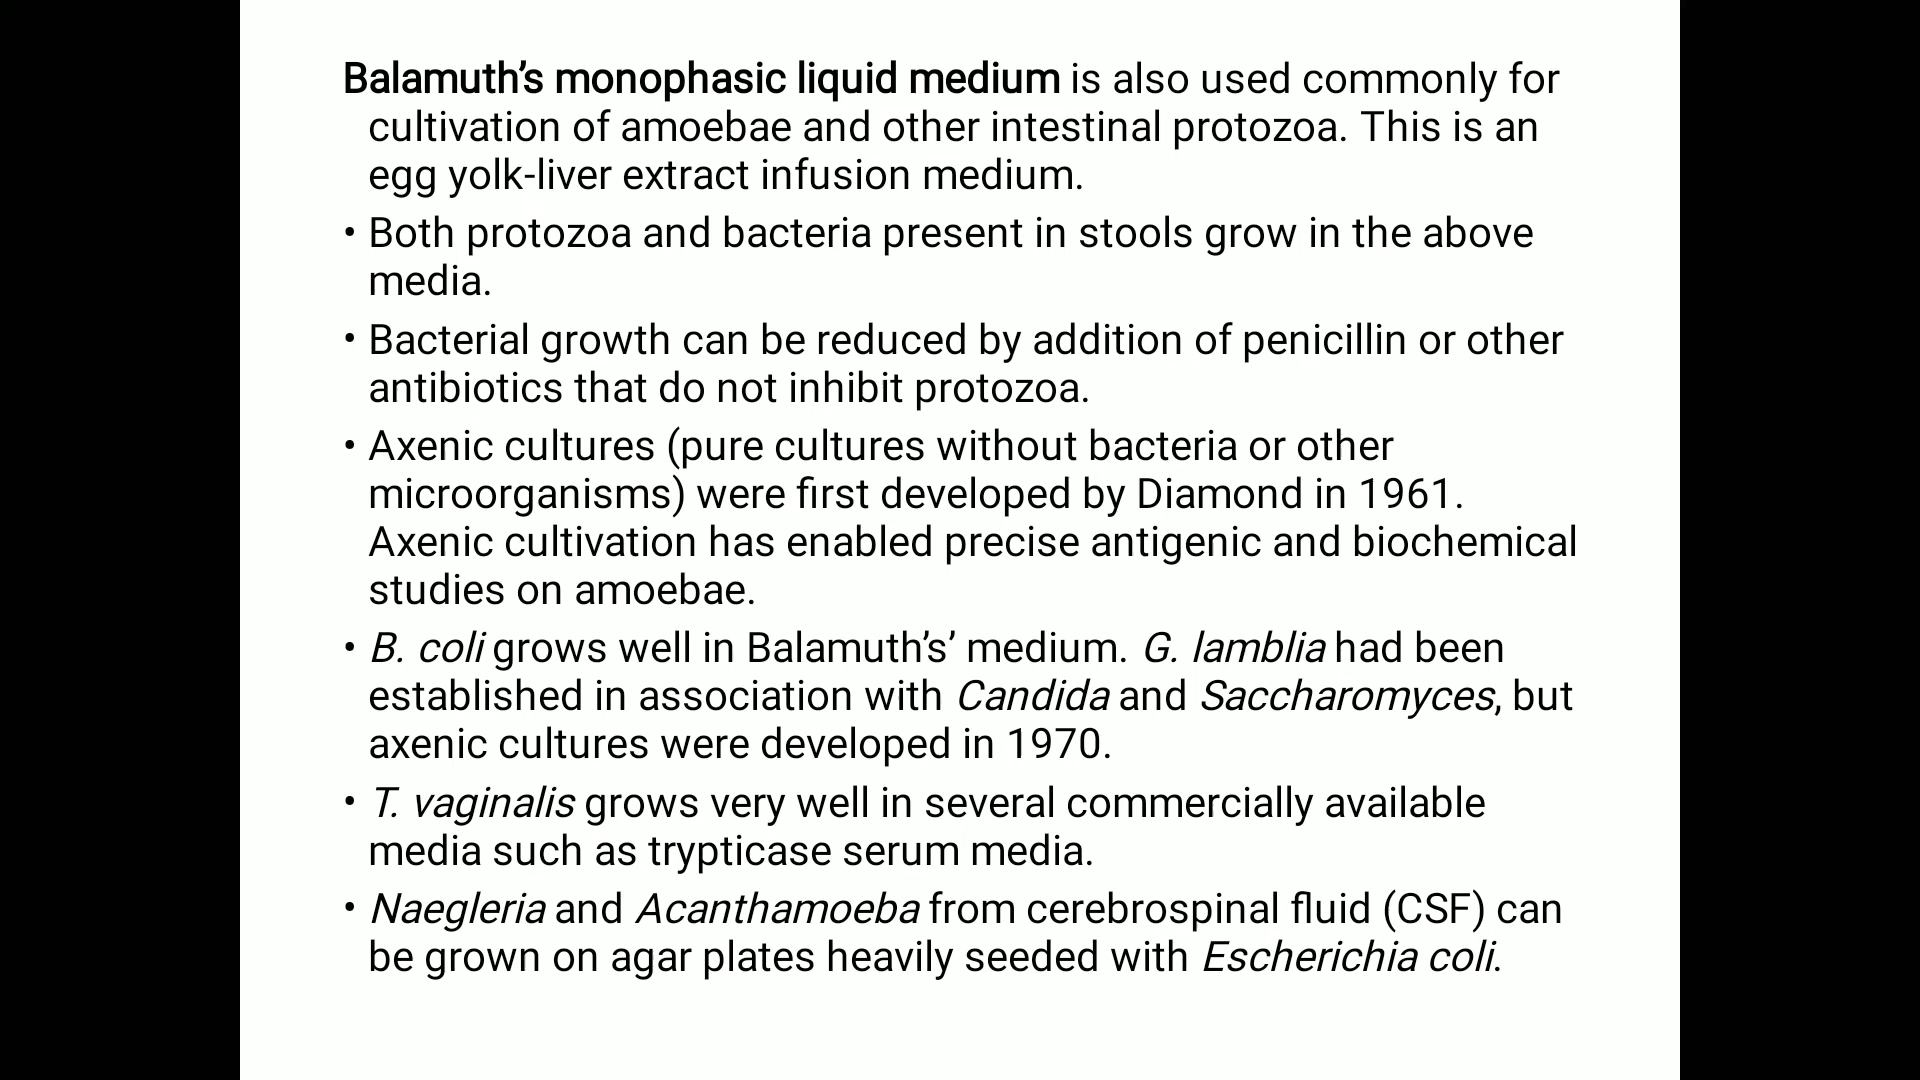 Balamuth’s monophasic liquid medium is also used commonly for
cultivation of amoebae and other intestinal protozoa. This is an
egg yolk-liver extract infusion medium.
• Both protozoa and bacteria present in stools grow in the above
media.
• Bacterial growth can be reduced by addition of penicillin or other
antibiotics that do not inhibit protozoa.
• Axenic cultures (pure cultures without bacteria or other
microorganisms) were first developed by Diamond in 1961.
Axenic cultivation has enabled precise antigenic and biochemical
studies on amoebae.
• B. coli grows well in Balamuth’s’ medium. G. lamblia had been
established in association with Candida and Saccharomyces, but
axenic cultures were developed in 1970.
• T. vaginalis grows very well in several commercially available
media such as trypticase serum media.
• Naegleria and Acanthamoeba from cerebrospinal fluid (CSF) can
be grown on agar plates heavily seeded with Escherichia coli.